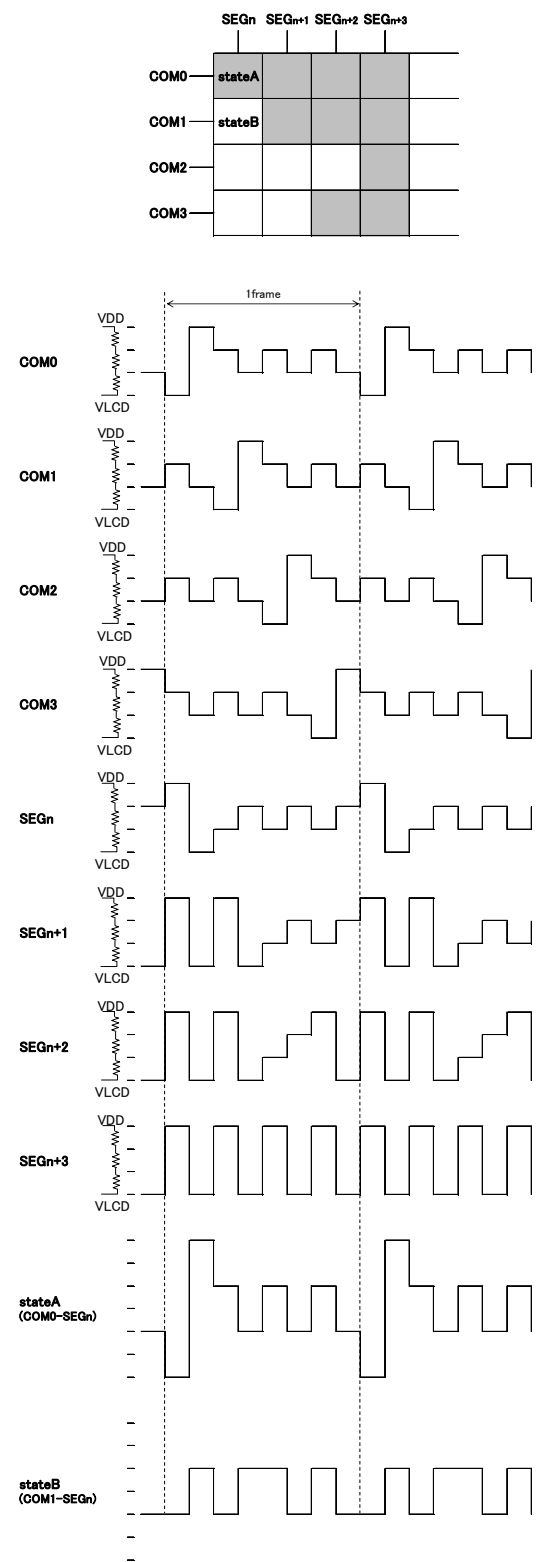 SEGn SEGn+1 SEGn+2 SEGn+3
COM0 stateA
COM1 stateB
COM2
COM3
1frame
VDD
COM0
VLCD
VDD
COM1
VLCD
VDD
COM2
VLCD
VDD
COM3
VLCD
VDD
SEGn
VLCD
VDD
SEGn+1
VLCD
VDD
SEGn+2
VLCD
VDD
SEGn+3
VLCD
stateA
(COM0-SEGn)
stateB
(COM1-SEGn)